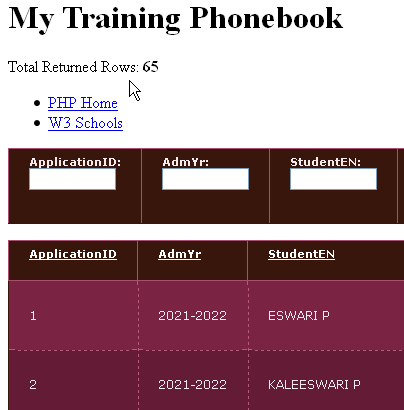 My Training Phonebook
Total Returned Rows: 65
PHP Home
W3 Schools
ApplicationID: AdmYr: StudentEN:
ApplicationID AdmYr StudentEN
1 2021-2022 ESWARI P
2 2021-2022 KALEESWARI P